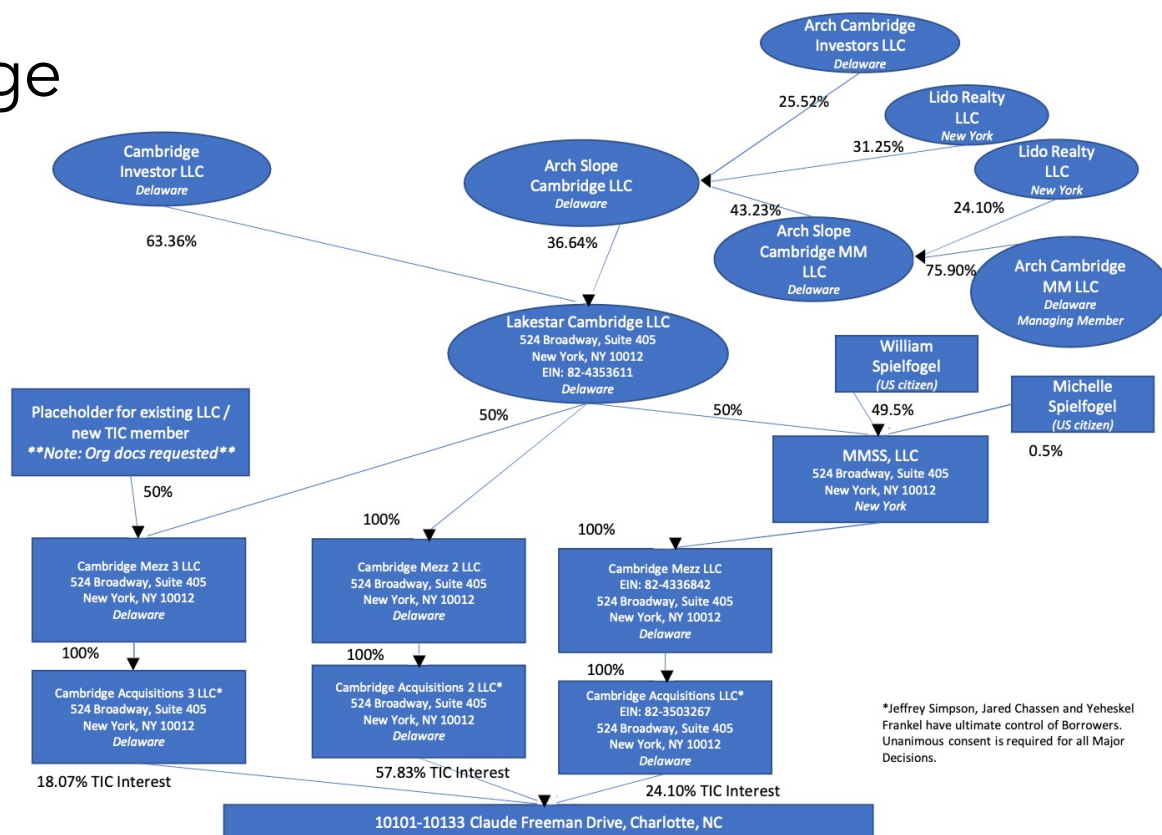 ge
Arch Cambridge
Investors LLC
Delaware
25.52%
Lido Realty
LLC
New York
31.25%
Lido Realty
LLC
New York
24.10%
Cambridge
Investor LLC
Delaware
63.36%
Arch Slope
Cambridge LLC
Delaware
36.64%
43.23%
Arch Slope
Cambridge MM
LLC
Delaware
75.90%
Arch Cambridge
MM LLC
Delaware
Managing Member
Lakestar Cambridge LLC
524 Broadway, Suite 405
New York, NY 10012
EIN: 82-4353611
Delaware
William
Spielfogel
(US citizen)
49.5%
Michelle
Spielfogel
(US citizen)
0.5%
Placeholder for existing LLC /
new TIC member
**Note: Org docs requested**
50%
50%
50%
MMSS, LLC
524 Broadway, Suite 405
New York, NY 10012
New York
100%
100%
Cambridge Mezz 3 LLC
524 Broadway, Suite 405
New York, NY 10012
Delaware
Cambridge Mezz 2 LLC
524 Broadway, Suite 405
New York, NY 10012
Delaware
Cambridge Mezz LLC
EIN: 82-4336842
524 Broadway, Suite 405
New York, NY 10012
Delaware
100%
100%
100%
Cambridge Acquisitions 3 LLC*
524 Broadway, Suite 405
New York, NY 10012
Delaware
Cambridge Acquisitions 2 LLC*
524 Broadway, Suite 405
New York, NY 10012
Delaware
Cambridge Acquisitions LLC*
EIN: 82-3503267
524 Broadway, Suite 405
New York, NY 10012
Delaware
*Jeffrey Simpson, Jared Chassen and Yeheskel
Frankel have ultimate control of Borrowers.
Unanimous consent is required for all Major
Decisions.
18.07% TIC Interest
57.83% TIC Interest
24.10% TIC Interest
10101-10133 Claude Freeman Drive, Charlotte, NC